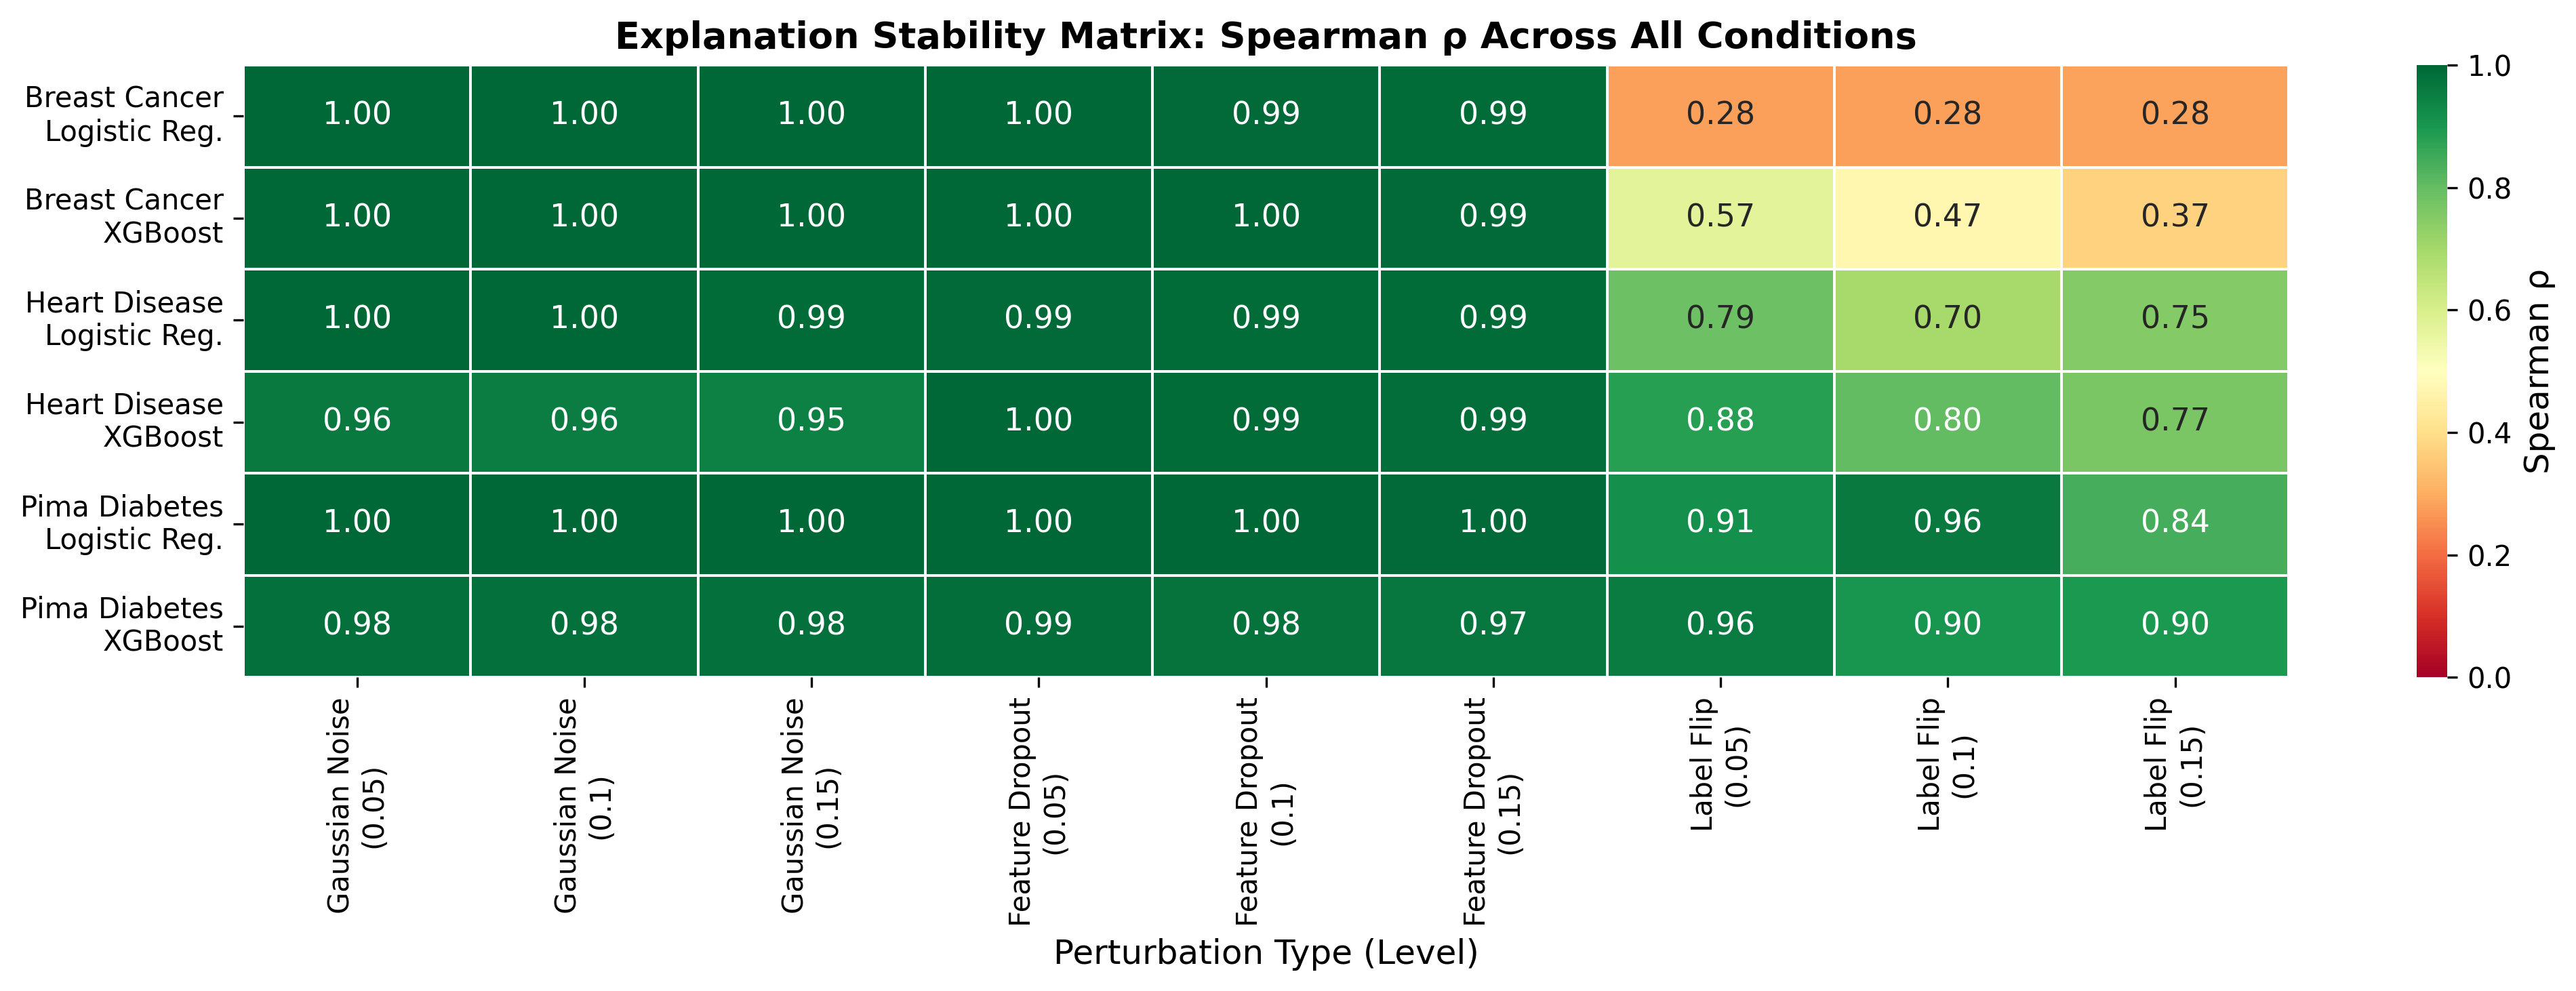 Explanation Stability Matrix: Spearman ρ Across All Conditions
Breast Cancer
Logistic Reg.
1.00 1.00 1.00 1.00 0.99 0.99 0.28 0.28 0.28
Breast Cancer
XGBoost
1.00 1.00 1.00 1.00 1.00 0.99 0.57 0.47 0.37
Heart Disease
Logistic Reg.
1.00 1.00 0.99 0.99 0.99 0.99 0.79 0.70 0.75
Heart Disease
XGBoost
0.96 0.96 0.95 1.00 0.99 0.99 0.88 0.80 0.77
Pima Diabetes
Logistic Reg.
1.00 1.00 1.00 1.00 1.00 1.00 0.91 0.96 0.84
Pima Diabetes
XGBoost
0.98 0.98 0.98 0.99 0.98 0.97 0.96 0.90 0.90
Gaussian Noise
(0.05)
Gaussian Noise
(0.1)
Gaussian Noise
(0.15)
Feature Dropout
(0.05)
Feature Dropout
(0.1)
Feature Dropout
(0.15)
Label Flip
(0.05)
Label Flip
(0.1)
Label Flip
(0.15)
Perturbation Type (Level)
1.0
0.8
0.6
0.4
0.2
0.0
Spearman ρ